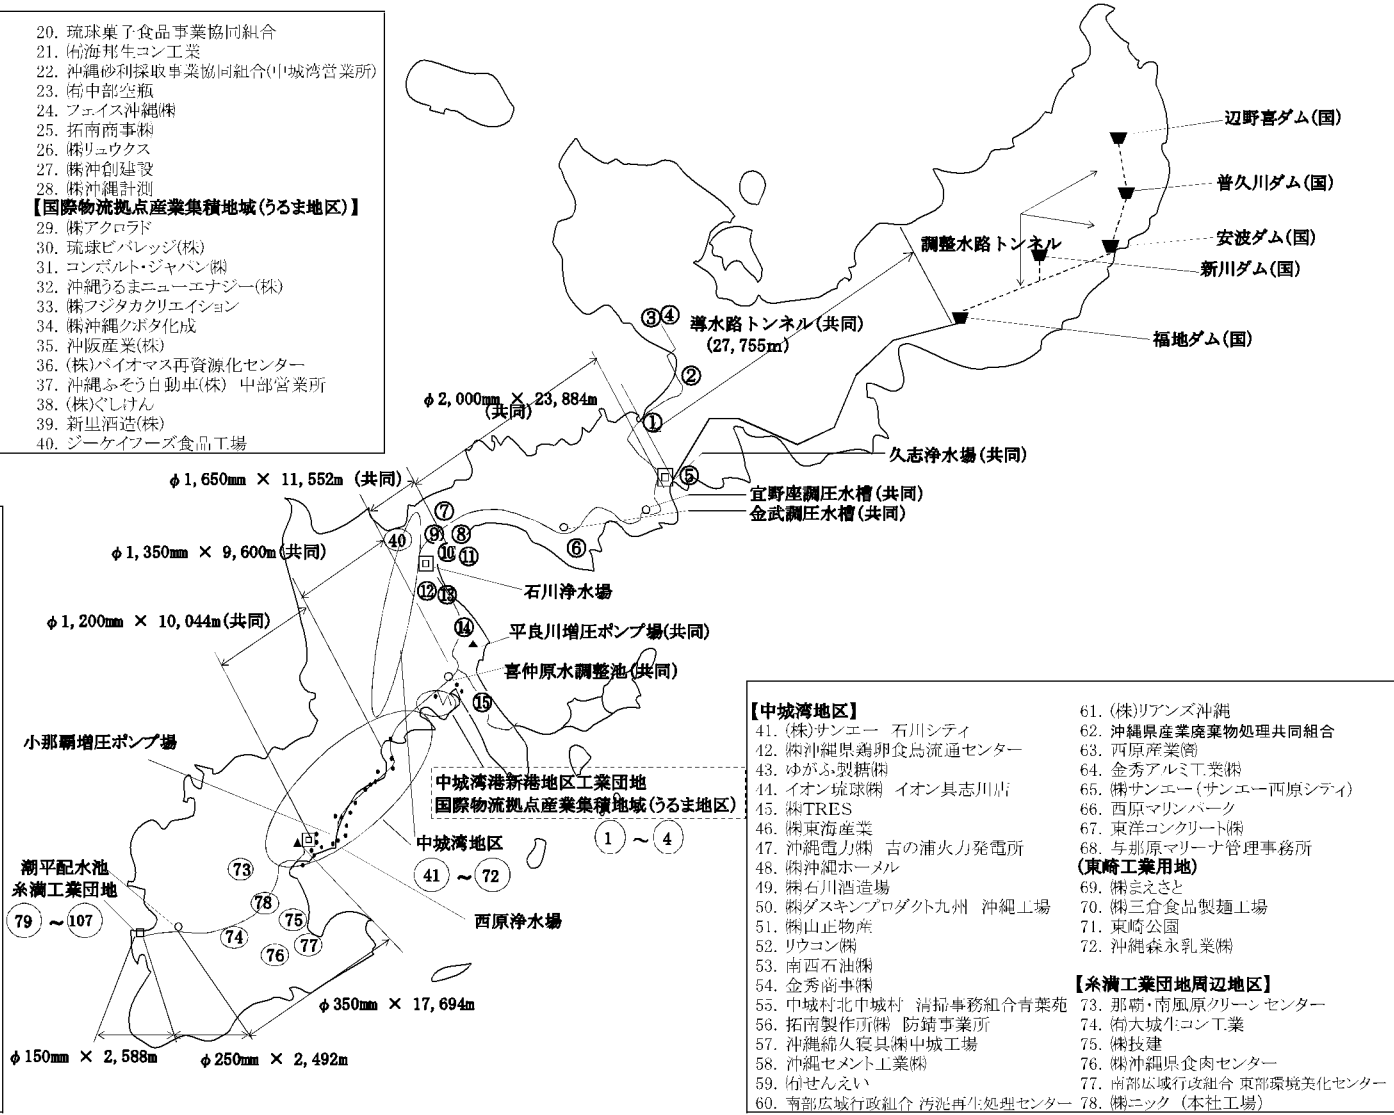 20. 琉球菓子食品事業協同組合
21. ㈲海邦生コン工業
22. 沖縄砂利採取事業協同組合(中城湾営業所)
23. ㈲中部空瓶
24. フェイス沖縄㈱
25. 拓南商事㈱
26. ㈱リュウクス
27. ㈱沖創建設
28. ㈱沖縄計測
【国際物流拠点産業集積地域(うるま地区)】
29. ㈱アクロラド
30. 琉球ビバレッジ(株)
31. コンボルト・ジャパン㈱
32. 沖縄うるまニューエナジー(株)
33. ㈱フジタカクリエイション
34. ㈱沖縄クボタ化成
35. 沖阪産業(株)
36. (株)バイオマス再資源化センター
37. 沖縄ふそう自動車(株) 中部営業所
38. (株)ぐしけん
39. 新里酒造(株)
40. ジーケイフーズ食品工場
辺野喜ダム(国)
普久川ダム(国)
安波ダム(国)
新川ダム(国)
福地ダム(国)
調整水路トンネル
導水路トンネル(共同)
(27,755m)
③ ④
②
①
⑤
φ2,000mm × 23,884m
(共同)
久志浄水場(共同)
宜野座調圧水槽(共同)
金武調圧水槽(共同)
φ1,650mm × 11,552m (共同)
φ1,350mm × 9,600m(共同)
φ1,200mm × 10,044m(共同)
⑦
⑨ ⑧
40
⑩ ⑪
⑥
⑫ ⑬
⑭
⑮
石川浄水場
平良川増圧ポンプ場(共同)
喜仲原水調整池(共同)
小那覇増圧ポンプ場
中城湾港新港地区工業団地
国際物流拠点産業集積地域(うるま地区)
1 ～ 4
中城湾地区
41 ～ 72
西原浄水場
潮平配水池
糸満工業団地
79 ～ 107
73
78
75
74
77
76
φ350mm × 17,694m
φ150mm × 2,588m
φ250mm × 2,492m
【中城湾地区】
41. (株)サンエー 石川シティ
42. ㈱沖縄県鶏卵食鳥流通センター
43. ゆがふ製糖㈱
44. イオン琉球㈱ イオン具志川店
45. ㈱TRES
46. ㈱東海産業
47. 沖縄電力㈱ 吉の浦火力発電所
48. ㈱沖縄ホーメル
49. ㈱石川酒造場
50. ㈱ダスキンプロダクト九州 沖縄工場
51. ㈱山正物産
52. リウコン㈱
53. 南西石油㈱
54. 金秀商事㈱
55. 中城村北中城村 清掃事務組合青葉苑
56. 拓南製作所㈱ 防錆事業所
57. 沖縄綿久寝具㈱中城工場
58. 沖縄セメント工業㈱
59. ㈲せんえい
60. 南部広域行政組合 汚泥再生処理センター
61. (株)リアンズ沖縄
62. 沖縄県産業廃棄物処理共同組合
63. 西原産業㈾
64. 金秀アルミ工業㈱
65. ㈱サンエー(サンエー西原シティ)
66. 西原マリンパーク
67. 東洋コンクリート㈱
68. 与那原マリーナ管理事務所
(東崎工業用地)
69. ㈱まえさと
70. ㈱三倉食品製麺工場
71. 東崎公園
72. 沖縄森永乳業㈱
【糸満工業団地周辺地区】
73. 那覇・南風原クリーンセンター
74. ㈲大城生コン工業
75. ㈱技建
76. ㈱沖縄県食肉センター
77. 南部広域行政組合 東部環境美化センター
78. ㈱ニック (本社工場)